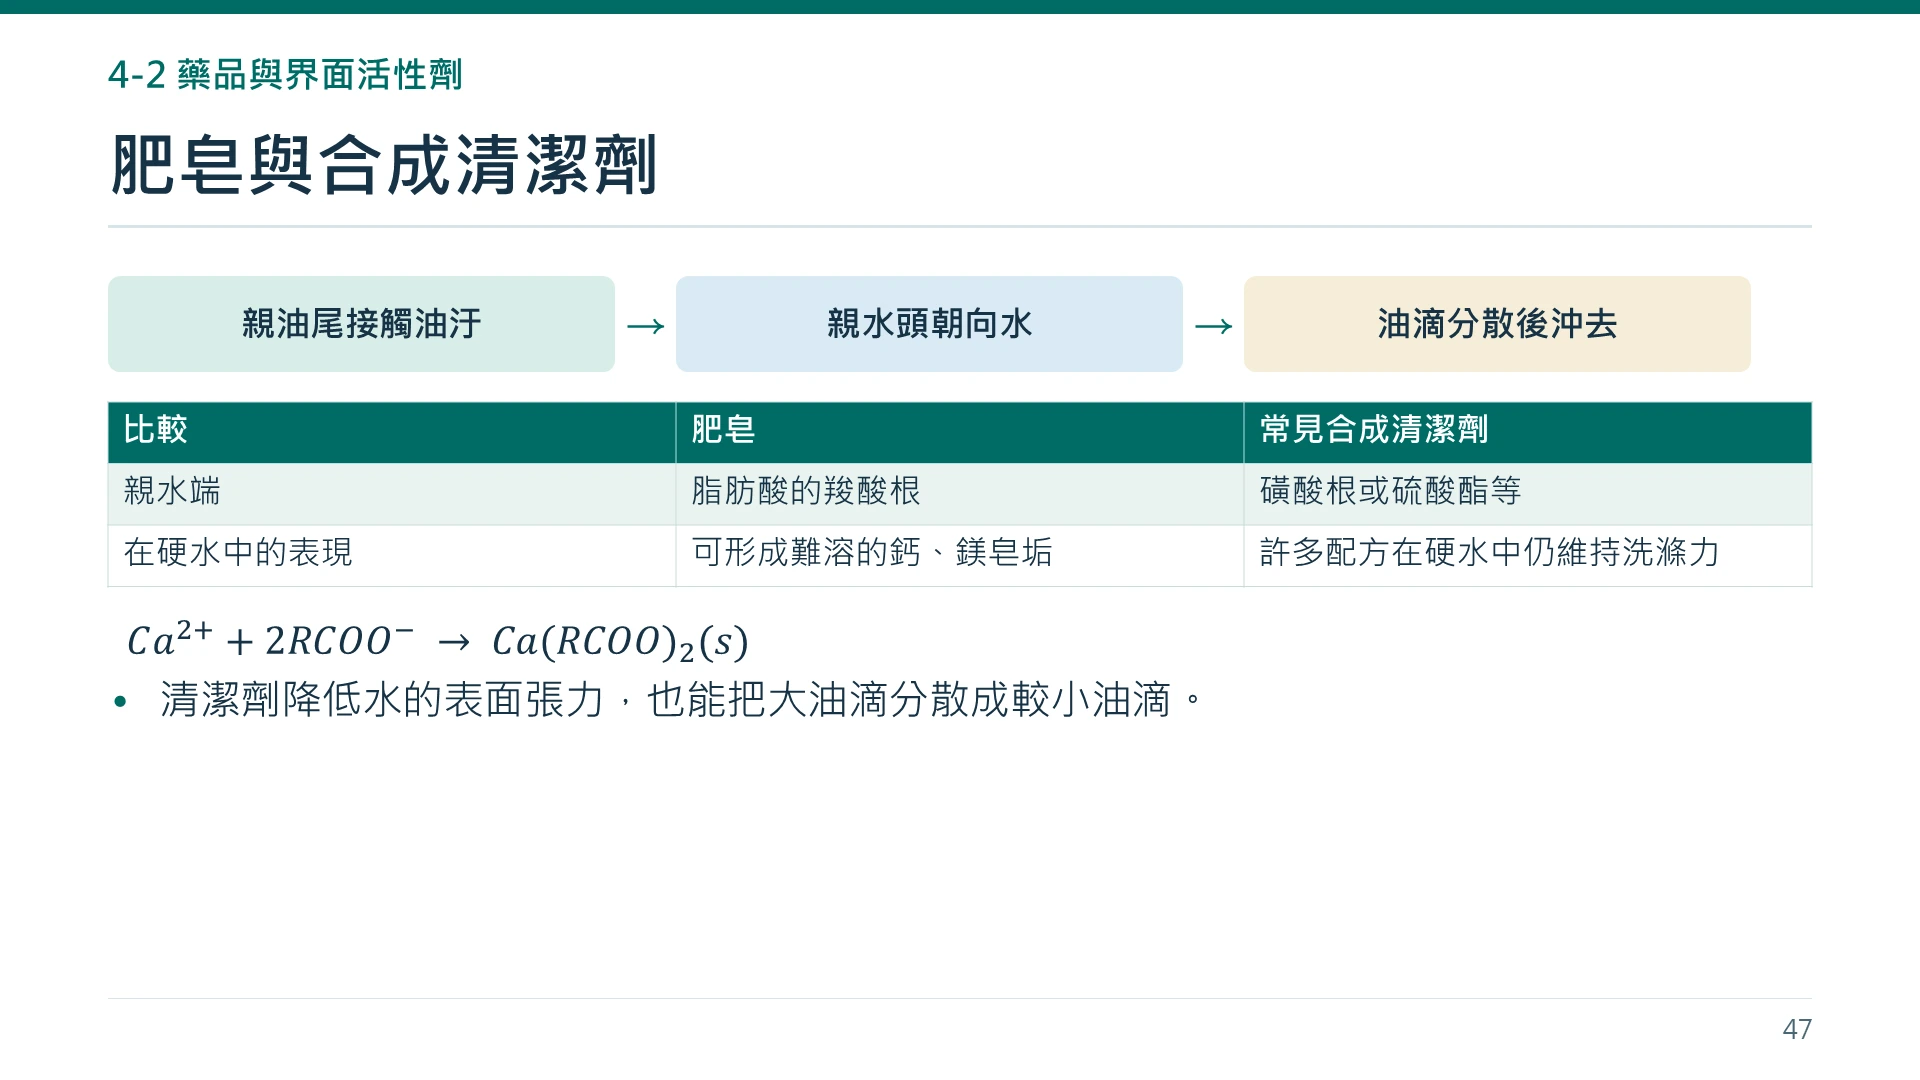 4-2 藥品與界面活性劑
肥皂與合成清潔劑
親油尾接觸油汙 → 親水頭朝向水 → 油滴分散後沖去
比較 肥皂 常見合成清潔劑
親水端 脂肪酸的羧酸根 磺酸根或硫酸酯等
在硬水中的表現 可形成難溶的鈣、鎂皂垢 許多配方在硬水中仍維持洗滌力
Ca²⁺ + 2RCOO⁻ → Ca(RCOO)₂(s)
• 清潔劑降低水的表面張力，也能把大油滴分散成較小油滴。
47